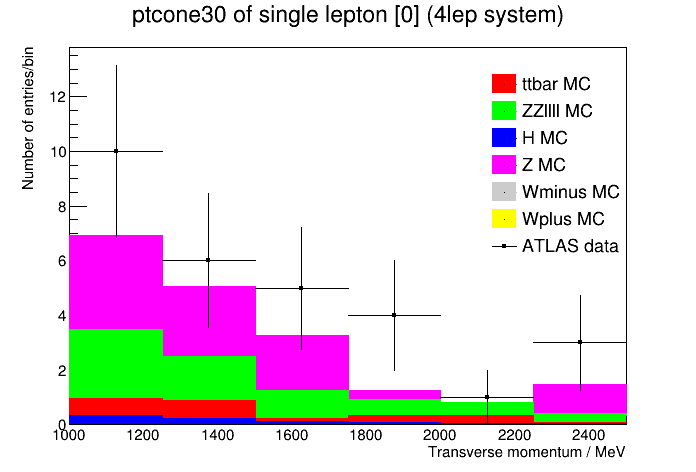 ptcone30 of single lepton [0] (4lep system)
Number of entries/bin
12
10
8
6
4
2
0
ttbar MC
ZZllll MC
H MC
Z MC
Wminus MC
Wplus MC
ATLAS data
1000 1200 1400 1600 1800 2000 2200 2400
Transverse momentum / MeV